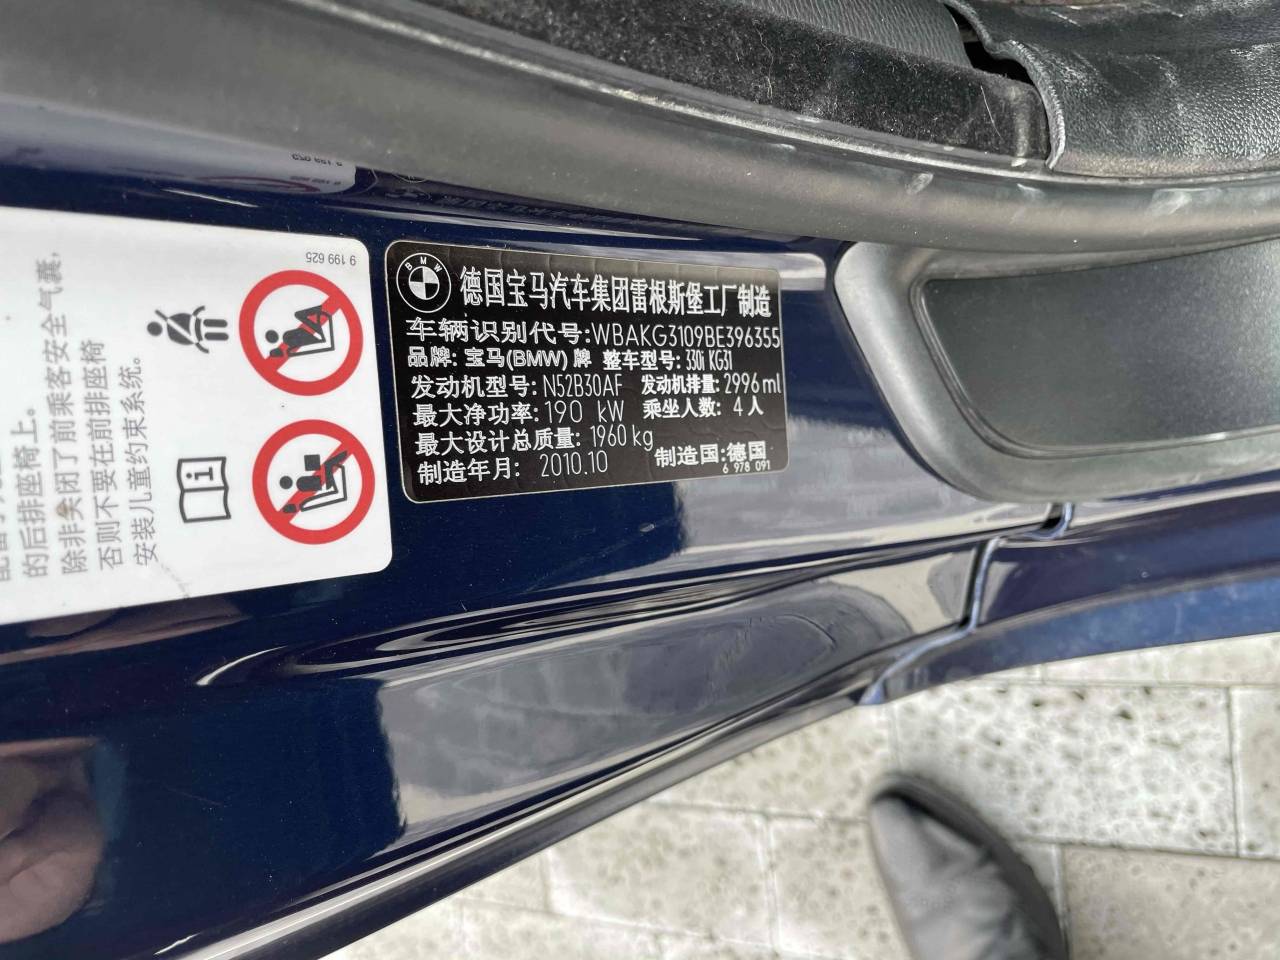 BMW
德国宝马汽车集团雷根斯堡工厂制造
车辆识别代号:WBAKG3109BE396355
品牌: 宝马(BMW) 牌 整车型号: 330i KG31
发动机型号: N52B30AF 发动机排量: 2996 ml
最大净功率: 190 kW 乘坐人数: 4 人
最大设计总质量: 1960 kg
制造年月: 2010.10 制造国:德国
6 978 091
9 199 625
的后排座椅上。
除非关闭了前乘客安全气囊,
否则不要在前排座椅
安装儿童约束系统。